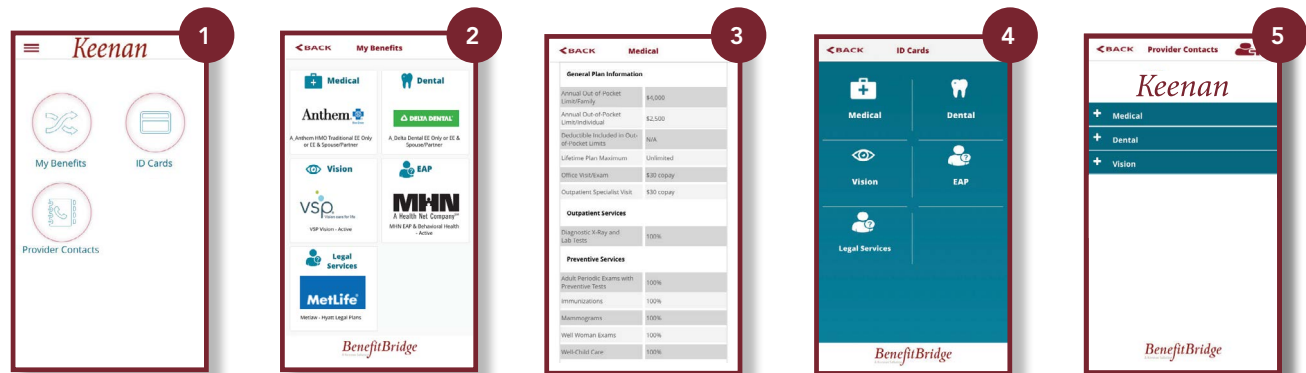 1
Keenan
My Benefits
ID Cards
Provider Contacts
2
<BACK My Benefits
Medical
Dental
Anthem
DELTA DENTAL
A_Anthem HMO Traditional EE Only
or EE & Spouse/Partner
A_Delta Dental EE Only or EE &
Spouse/Partner
Vision
EAP
vsp
Vision care for life
MHN
A Health Net Company
VSP Vision - Active
MHN EAP & Behavioral Health
- Active
Legal
Services
MetLife
Metlaw - Hyatt Legal Plans
BenefitBridge
3
<BACK Medical
General Plan Information
Annual Out-of-Pocket
Limit/Family
$4,000
Annual Out-of-Pocket
Limit/Individual
$2,500
Deductible Included in Out-
of-Pocket Limits
N/A
Lifetime Plan Maximum Unlimited
Office Visit/Exam $30 copay
Outpatient Specialist Visit $30 copay
Outpatient Services
Diagnostic X-Ray and
Lab Tests
100%
Preventive Services
Adult Periodic Exams with
Preventive Tests
100%
Immunizations 100%
Mammograms 100%
Well Woman Exams 100%
Well-Child Care 100%
4
<BACK ID Cards
Medical
Dental
Vision
EAP
Legal Services
BenefitBridge
5
<BACK Provider Contacts
Keenan
+ Medical
+ Dental
+ Vision
BenefitBridge